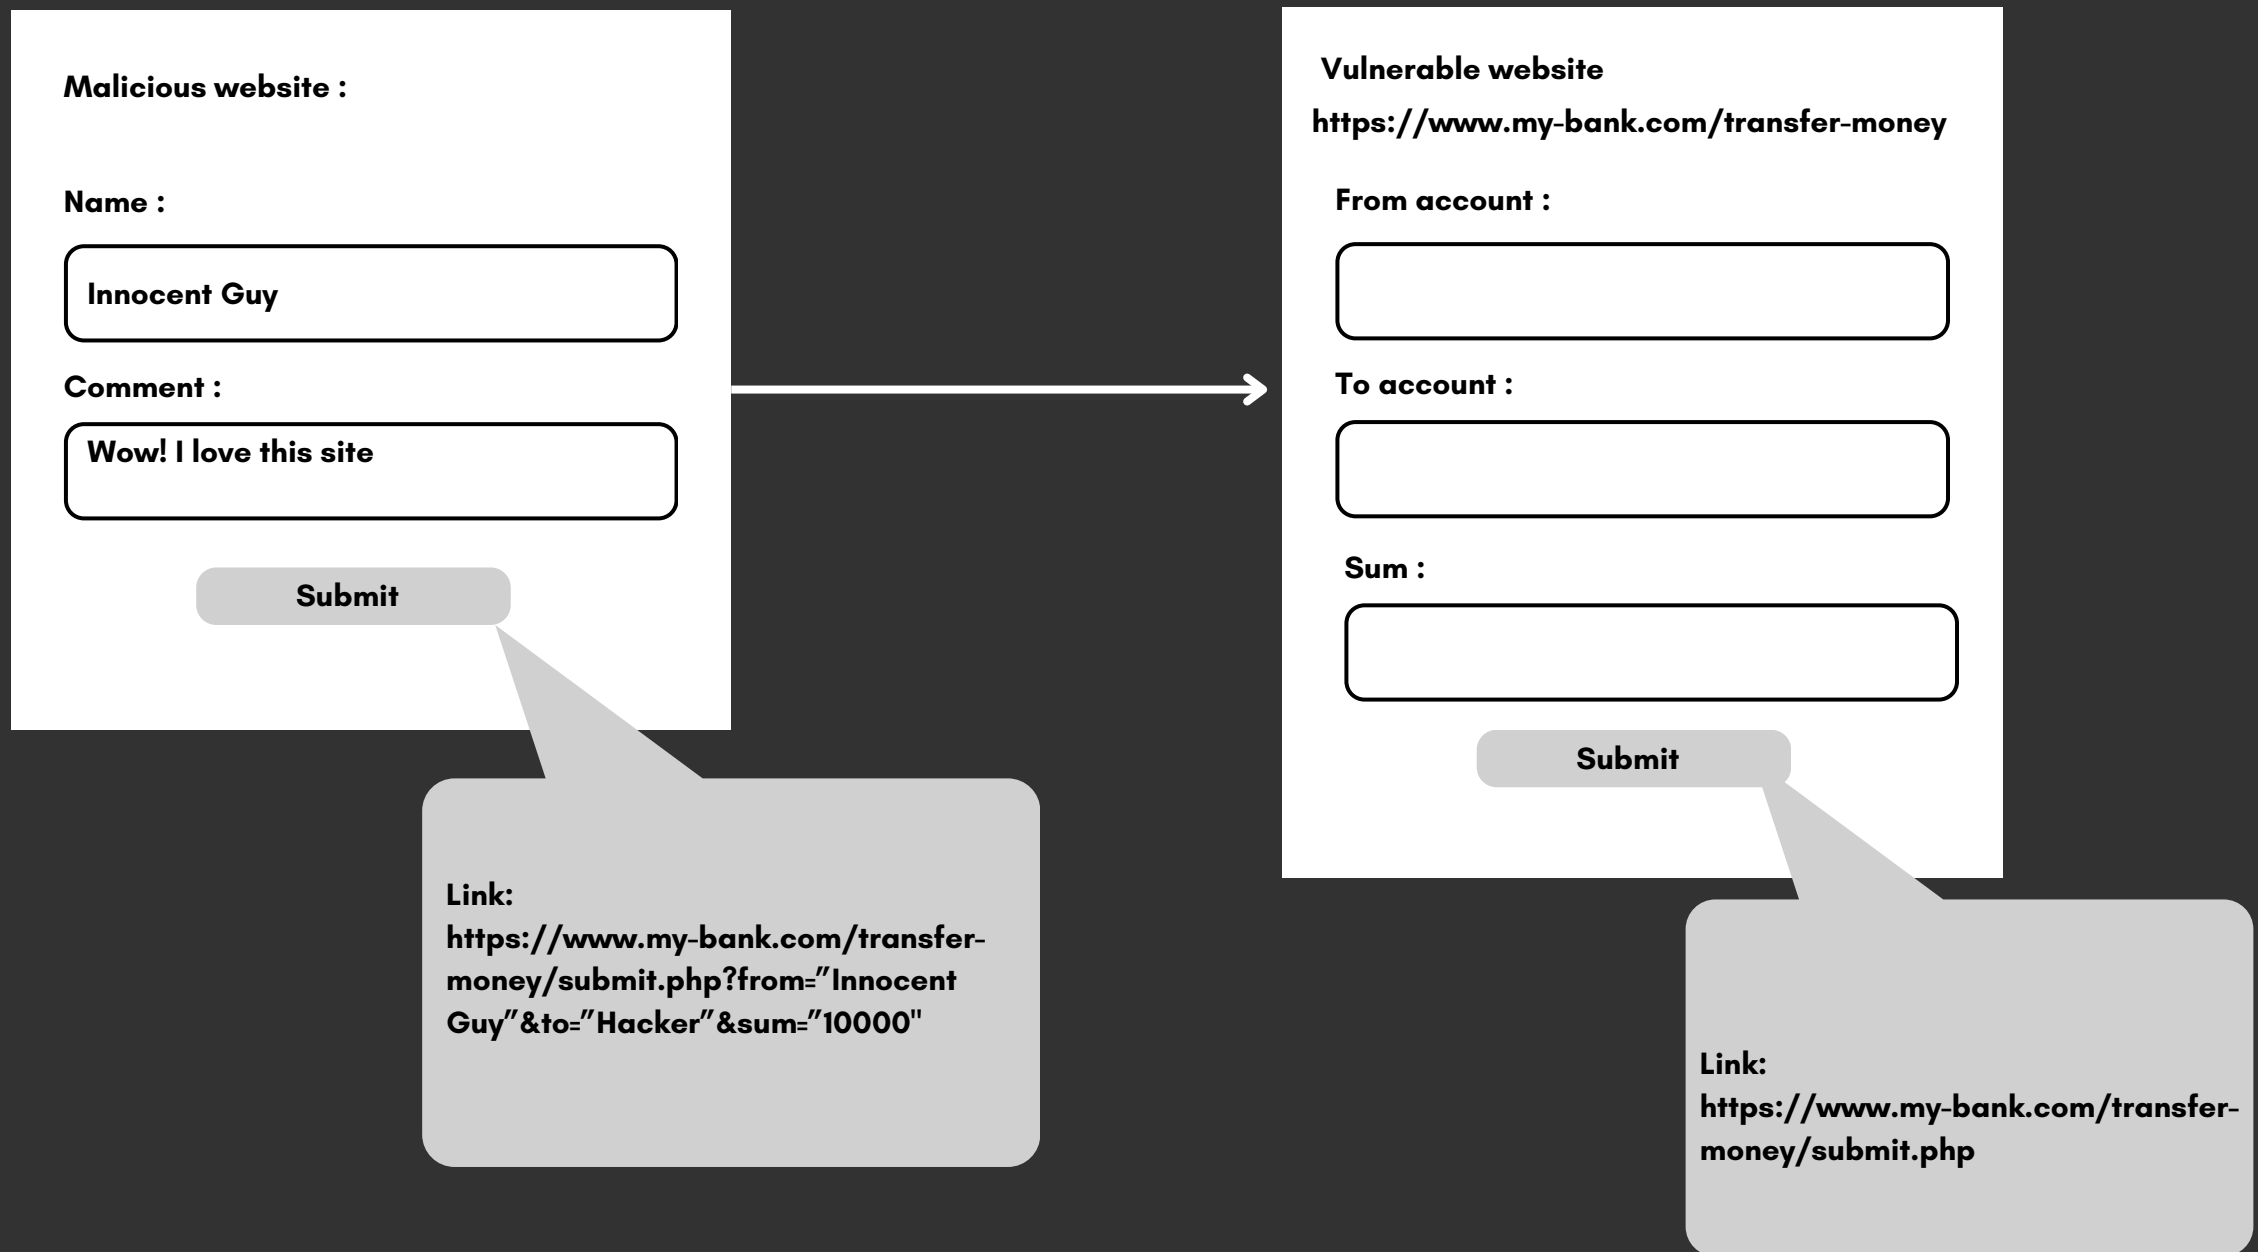 Malicious website :
Name :
Innocent Guy
Comment :
Wow! I love this site
Submit
Link:
https://www.my-bank.com/transfer-
money/submit.php?from=”Innocent
Guy”&to=”Hacker”&sum=”10000"
Vulnerable website
https://www.my-bank.com/transfer-money
From account :
To account :
Sum :
Submit
Link:
https://www.my-bank.com/transfer-
money/submit.php